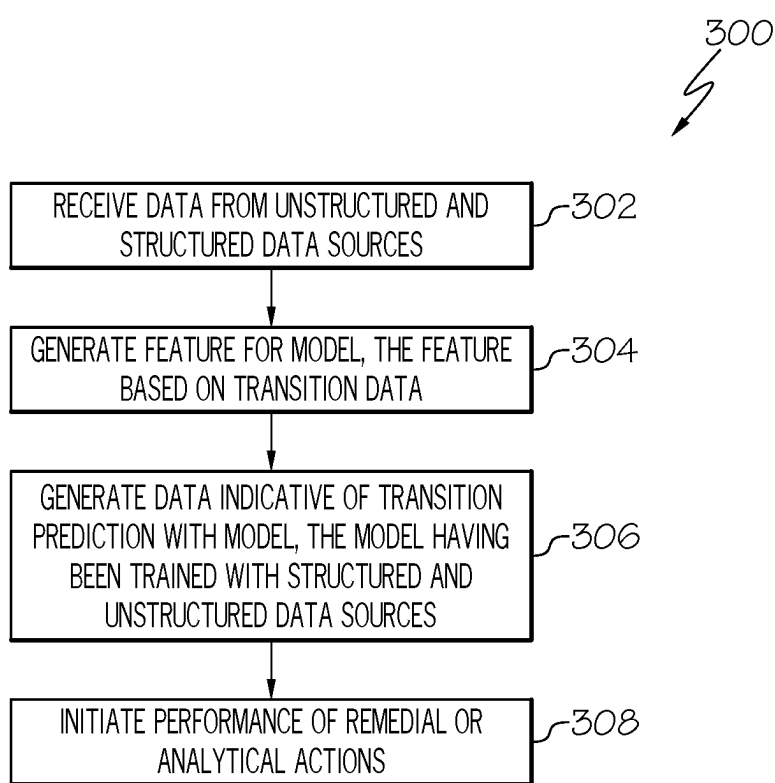 300
RECEIVE DATA FROM UNSTRUCTURED AND
STRUCTURED DATA SOURCES
302
GENERATE FEATURE FOR MODEL, THE FEATURE
BASED ON TRANSITION DATA
304
GENERATE DATA INDICATIVE OF TRANSITION
PREDICTION WITH MODEL, THE MODEL HAVING
BEEN TRAINED WITH STRUCTURED AND
UNSTRUCTURED DATA SOURCES
306
INITIATE PERFORMANCE OF REMEDIAL OR
ANALYTICAL ACTIONS
308